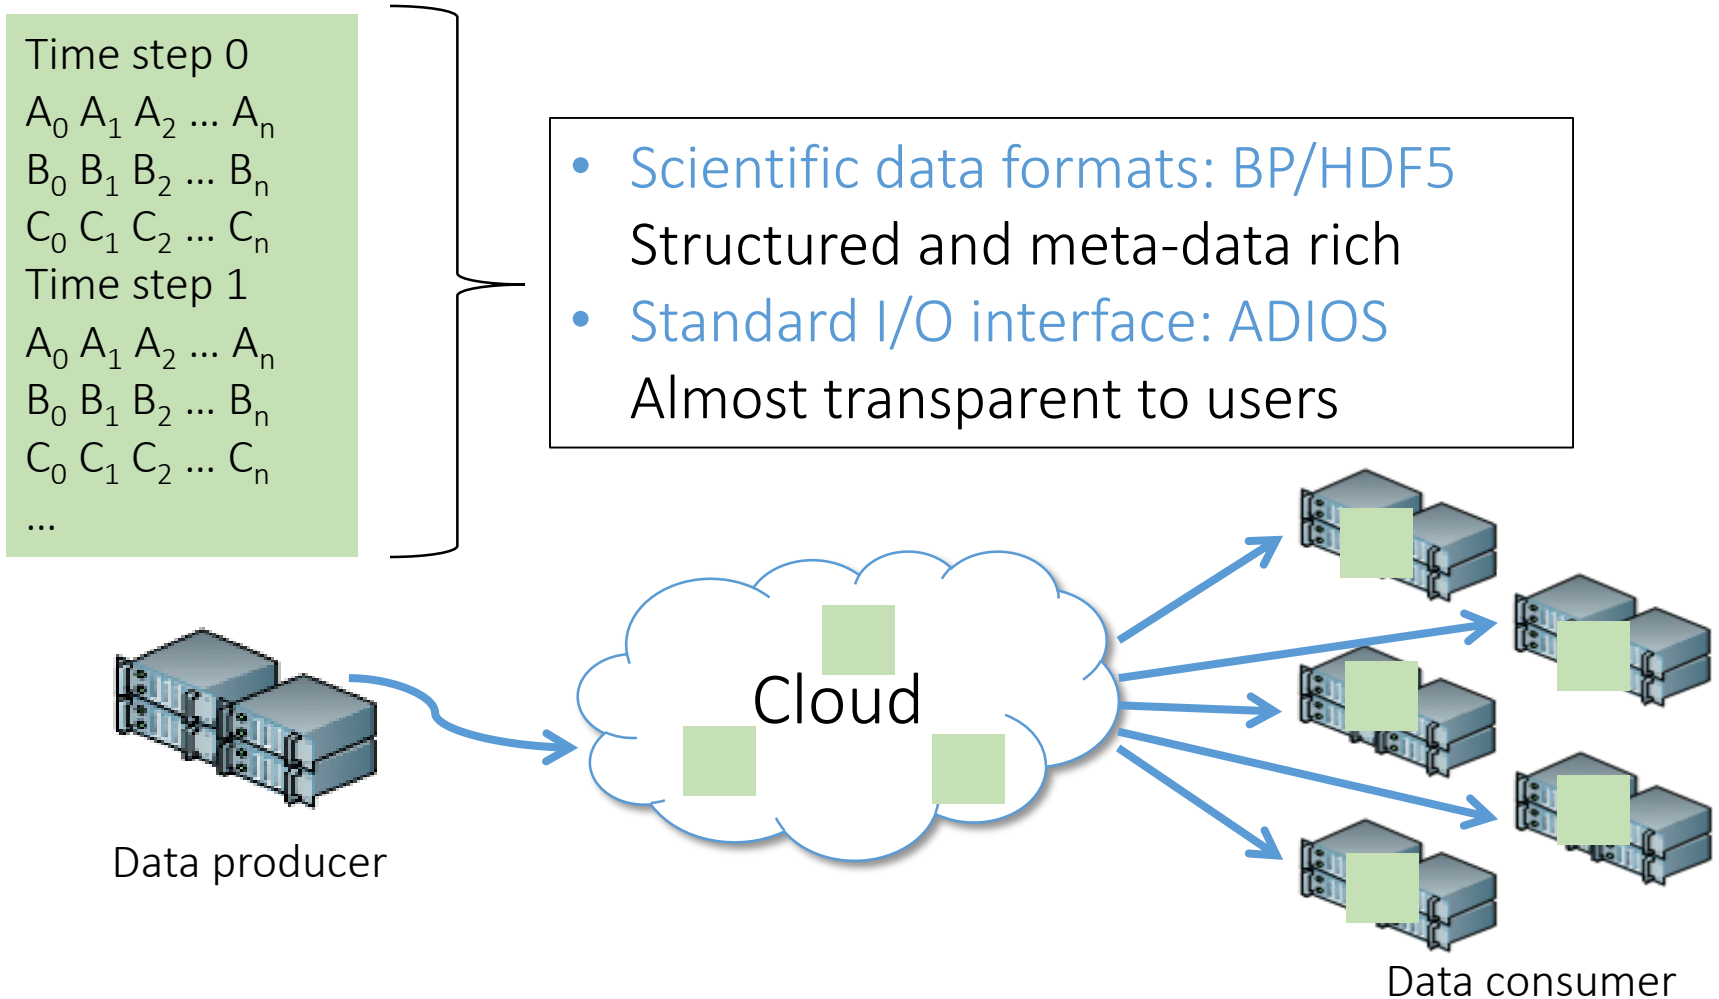 Time step 0
A₀ A₁ A₂ ... Aₙ
B₀ B₁ B₂ ... Bₙ
C₀ C₁ C₂ ... Cₙ
Time step 1
A₀ A₁ A₂ ... Aₙ
B₀ B₁ B₂ ... Bₙ
C₀ C₁ C₂ ... Cₙ
...
• Scientific data formats: BP/HDF5
Structured and meta-data rich
• Standard I/O interface: ADIOS
Almost transparent to users
Cloud
Data producer
Data consumer